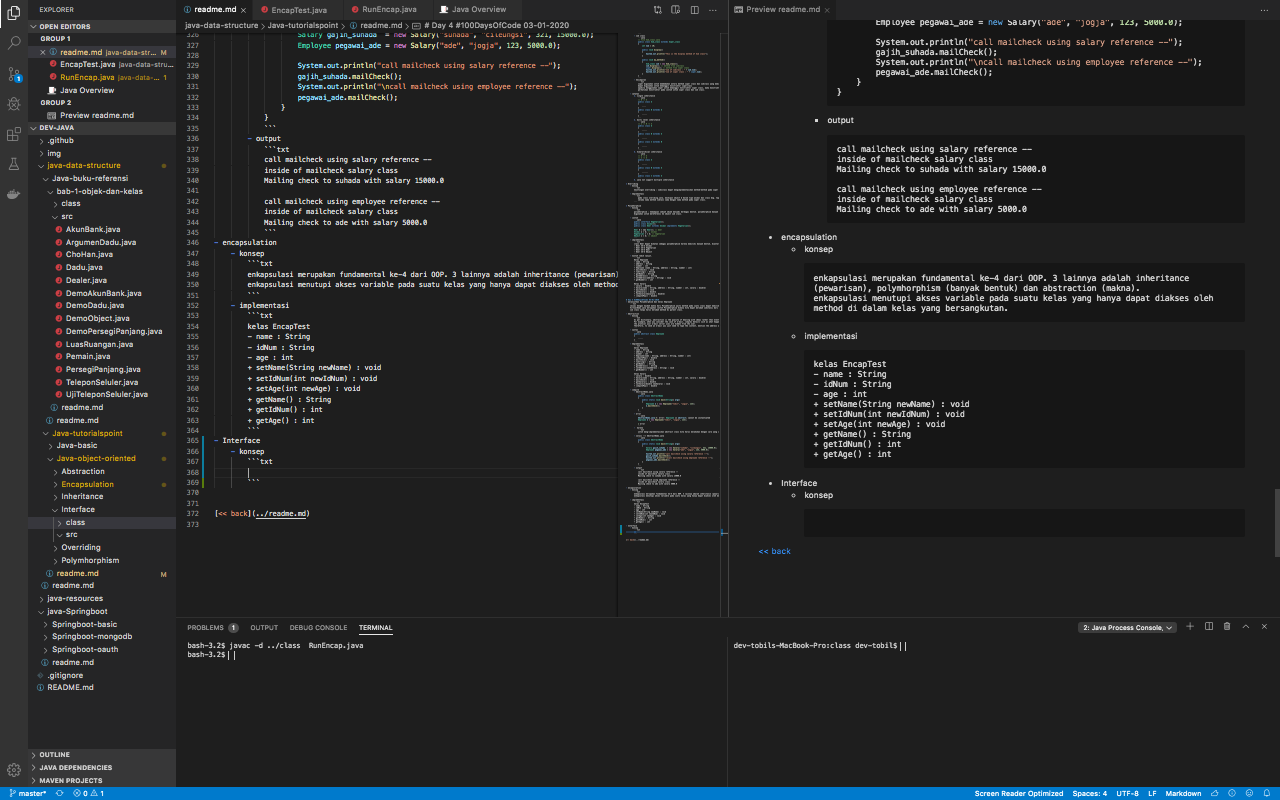 EXPLORER
OPEN EDITORS
GROUP 1
readme.md java-data-str... M
EncapTest.java java-data-stru...
RunEncap.java java-data-... 1
Java Overview
GROUP 2
Preview readme.md
DEV-JAVA
.github
img
java-data-structure
Java-buku-referensi
bab-1-objek-dan-kelas
class
src
AkunBank.java
ArgumenDadu.java
ChoHan.java
Dadu.java
Dealer.java
DemoAkunBank.java
DemoDadu.java
DemoObject.java
DemoPersegiPanjang.java
LuasRuangan.java
Pemain.java
PersegiPanjang.java
TeleponSeluler.java
UjiTeleponSeluler.java
readme.md
readme.md
Java-tutorialspoint
Java-basic
Java-object-oriented
Abstraction
Encapsulation
Inheritance
Interface
class
src
Overriding
Polymorphism
readme.md M
readme.md
java-resources
java-Springboot
Springboot-basic
Springboot-mongodb
Springboot-oauth
readme.md
.gitignore
README.md
OUTLINE
JAVA DEPENDENCIES
MAVEN PROJECTS
readme.md
EncapTest.java
RunEncap.java
Java Overview
java-data-structure > Java-tutorialspoint > readme.md > # Day 4 #100DaysOfCode 03-01-2020
326 Salary gajih_suhada = new Salary("suhada", "cileungsi", 321, 15000.0);
327 Employee pegawai_ade = new Salary("ade", "jogja", 123, 5000.0);
328
329 System.out.println("call mailcheck using salary reference --");
330 gajih_suhada.mailCheck();
331 System.out.println("\ncall mailcheck using employee reference --");
332 pegawai_ade.mailCheck();
333 }
334 }
335 ```
336 - output
337 ```txt
338 call mailcheck using salary reference --
339 inside of mailcheck salary class
340 Mailing check to suhada with salary 15000.0
341
342 call mailcheck using employee reference --
343 inside of mailcheck salary class
344 Mailing check to ade with salary 5000.0
345 ```
346 - encapsulation
347 - konsep
348 ```txt
349 enkapsulasi merupakan fundamental ke-4 dari OOP. 3 lainnya adalah inheritance (pewarisan)
350 enkapsulasi menutupi akses variable pada suatu kelas yang hanya dapat diakses oleh method
351 ```
352 - implementasi
353 ```txt
354 kelas EncapTest
355 - name : String
356 - idNum : String
357 - age : int
358 + setName(String newName) : void
359 + setIdNum(int newIdNum) : void
360 + setAge(int newAge) : void
361 + getName() : String
362 + getIdNum() : int
363 + getAge() : int
364 ```
365 - Interface
366 - konsep
367 ```txt
368
369 ```
370
371
372 [<< back](../readme.md)
373
Preview readme.md
Employee pegawai_ade = new Salary("ade", "jogja", 123, 5000.0);
System.out.println("call mailcheck using salary reference --");
gajih_suhada.mailCheck();
System.out.println("\ncall mailcheck using employee reference --");
pegawai_ade.mailCheck();
}
}
output
call mailcheck using salary reference --
inside of mailcheck salary class
Mailing check to suhada with salary 15000.0
call mailcheck using employee reference --
inside of mailcheck salary class
Mailing check to ade with salary 5000.0
encapsulation
konsep
enkapsulasi merupakan fundamental ke-4 dari OOP. 3 lainnya adalah inheritance
(pewarisan), polymorphism (banyak bentuk) dan abstraction (makna).
enkapsulasi menutupi akses variable pada suatu kelas yang hanya dapat diakses oleh
method di dalam kelas yang bersangkutan.
implementasi
kelas EncapTest
- name : String
- idNum : String
- age : int
+ setName(String newName) : void
+ setIdNum(int newIdNum) : void
+ setAge(int newAge) : void
+ getName() : String
+ getIdNum() : int
+ getAge() : int
Interface
konsep
<< back
PROBLEMS 1 OUTPUT DEBUG CONSOLE TERMINAL
2: Java Process Console,
bash-3.2$ javac -d ../class RunEncap.java
bash-3.2$
dev-tobils-MacBook-Pro:class dev-tobil$
master* 0 1
Screen Reader Optimized Spaces: 4 UTF-8 LF Markdown